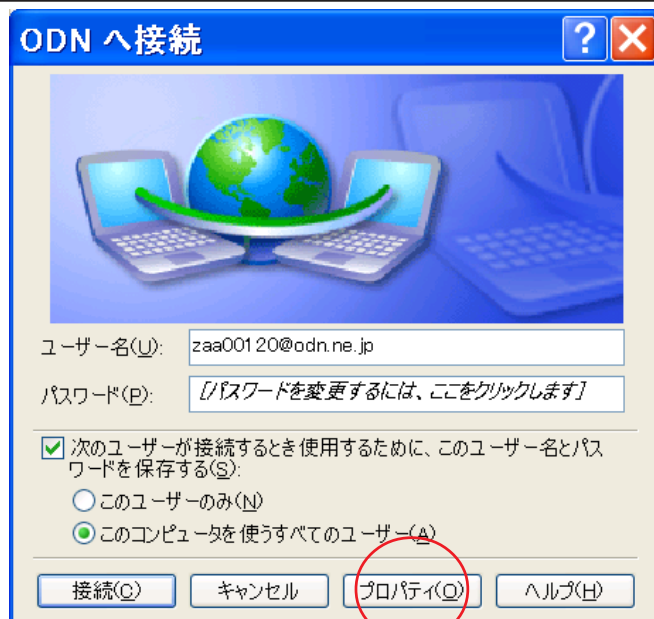 ODN へ接続
ユーザー名(U):
zaa00120@odn.ne.jp
パスワード(P):
[パスワードを変更するには、ここをクリックします]
次のユーザーが接続するとき使用するために、このユーザー名とパス
ワードを保存する(S):
このユーザーのみ(N)
このコンピュータを使うすべてのユーザー(A)
接続(C) キャンセル プロパティ(O) ヘルプ(H)